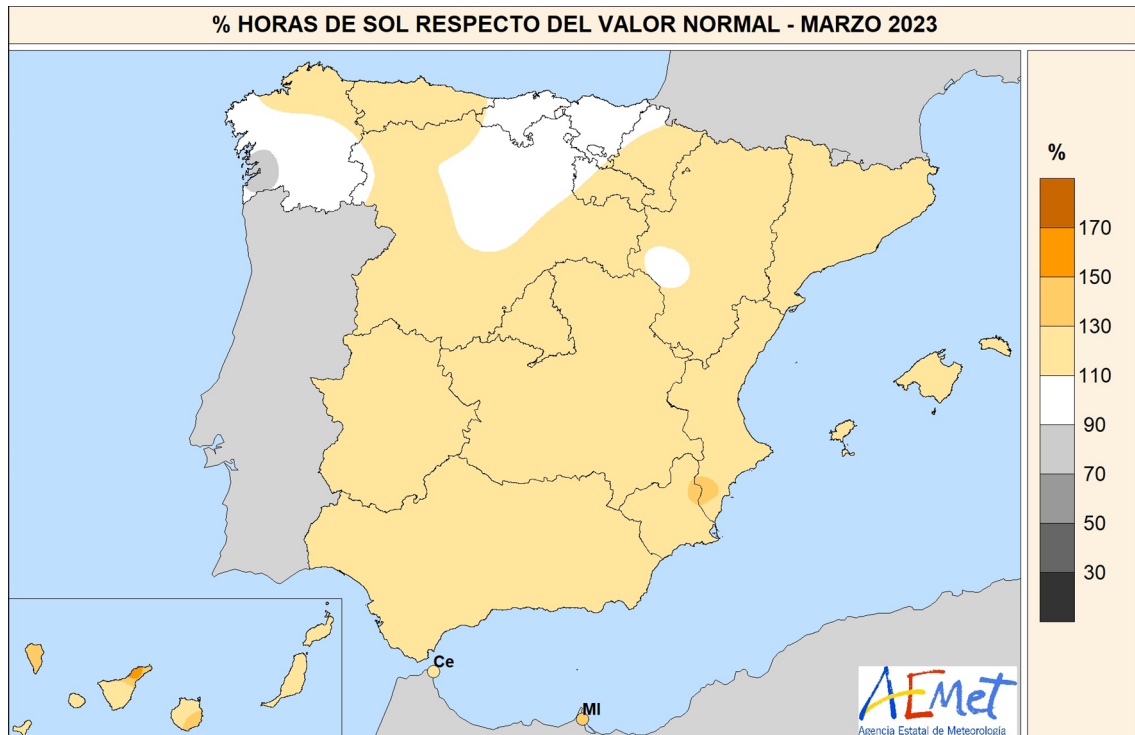 % HORAS DE SOL RESPECTO DEL VALOR NORMAL - MARZO 2023
%
170
150
130
110
90
70
50
30
Ce
Ml
AEmet
Agencia Estatal de Meteorología